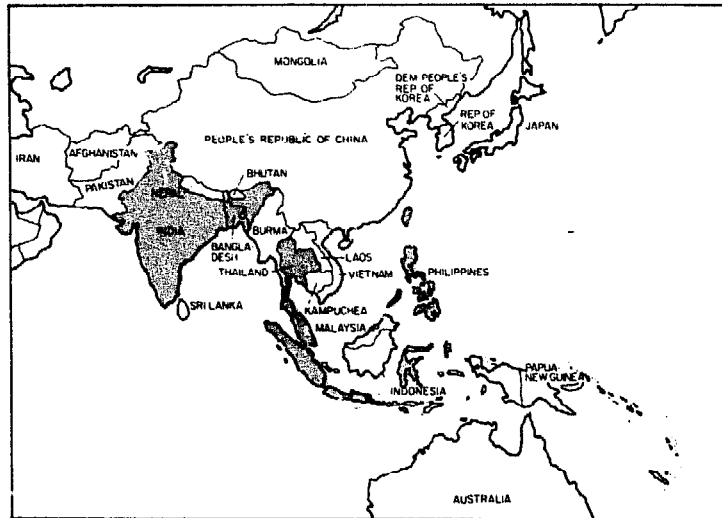 MONGOLIA
DEM PEOPLE'S
REP OF
KOREA
REP OF
KOREA
JAPAN
PEOPLE'S REPUBLIC OF CHINA
IRAN
AFGHANISTAN
PAKISTAN
NEPAL
BHUTAN
INDIA
BURMA
BANGLA
DESH
LAOS
THAILAND
VIETNAM
PHILIPPINES
SRI LANKA
KAMPUCHEA
MALAYSIA
INDONESIA
PAPUA
NEW GUINEA
AUSTRALIA